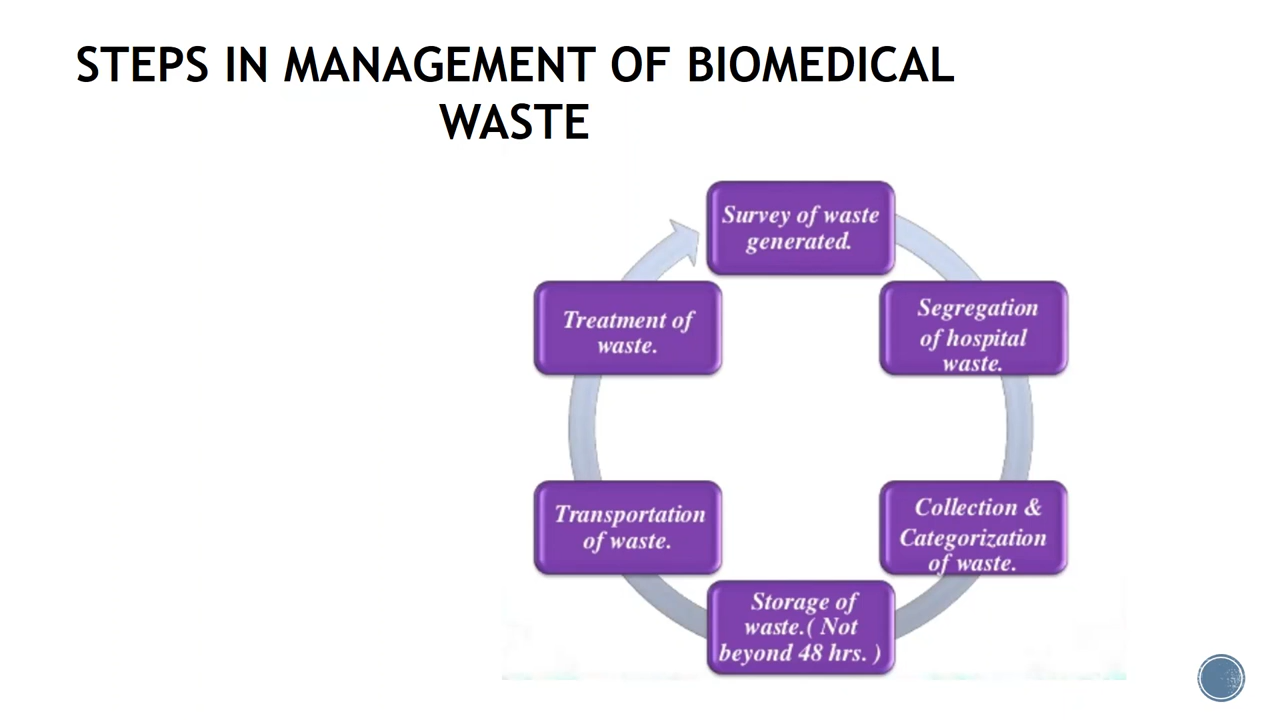 STEPS IN MANAGEMENT OF BIOMEDICAL
WASTE
Survey of waste
generated.
Segregation
of hospital
waste.
Collection &
Categorization
of waste.
Storage of
waste.( Not
beyond 48 hrs. )
Transportation
of waste.
Treatment of
waste.